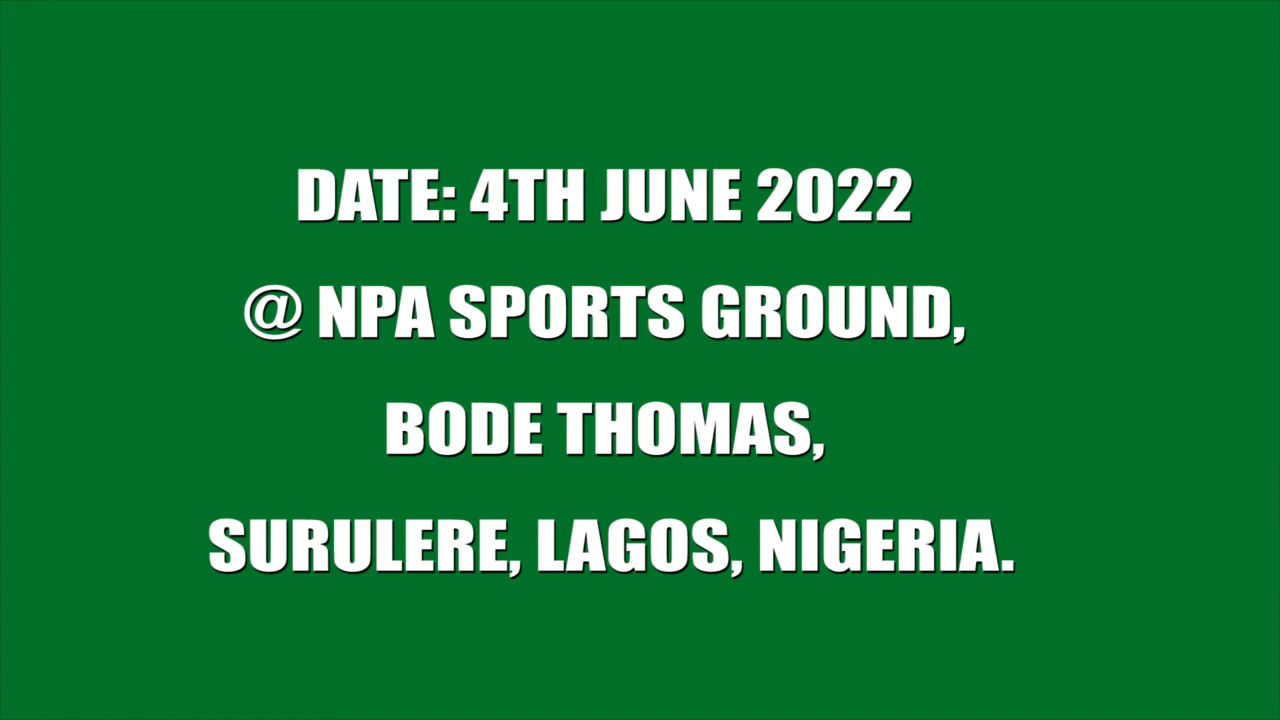 DATE: 4TH JUNE 2022
@ NPA SPORTS GROUND,
BODE THOMAS,
SURULERE, LAGOS, NIGERIA.